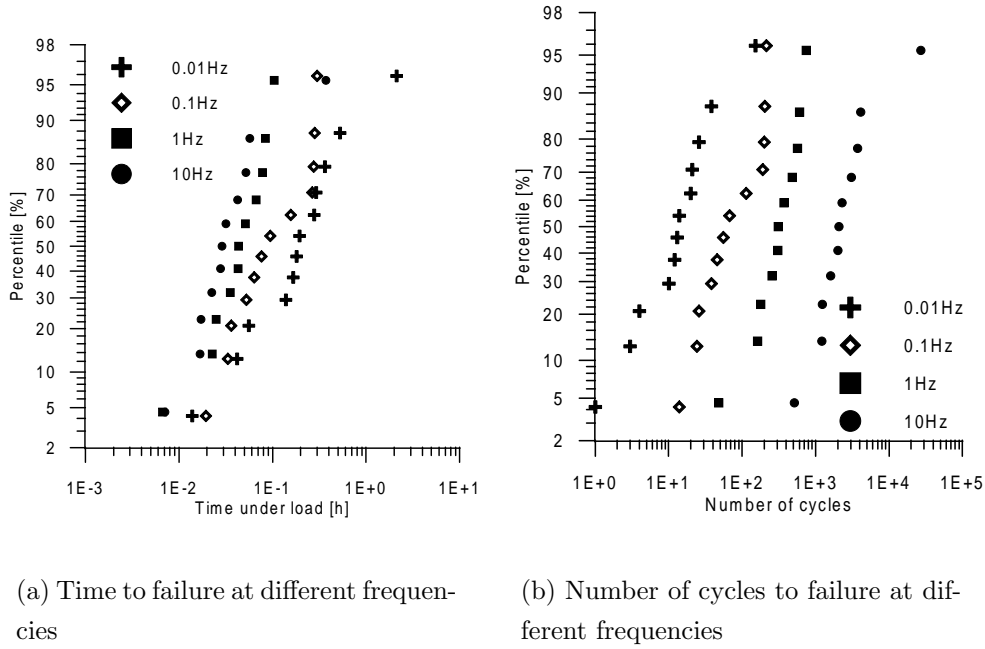 98
95
90
80
70
60
50
40
30
20
10
5
2
Percentile [%]
0.01Hz
0.1Hz
1Hz
10Hz
1E-3 1E-2 1E-1 1E+0 1E+1
Time under load [h]
98
95
90
80
70
60
50
40
30
20
10
5
2
Percentile [%]
0.01Hz
0.1Hz
1Hz
10Hz
1E+0 1E+1 1E+2 1E+3 1E+4 1E+5
Number of cycles
(a) Time to failure at different frequen-
cies
(b) Number of cycles to failure at dif-
ferent frequencies